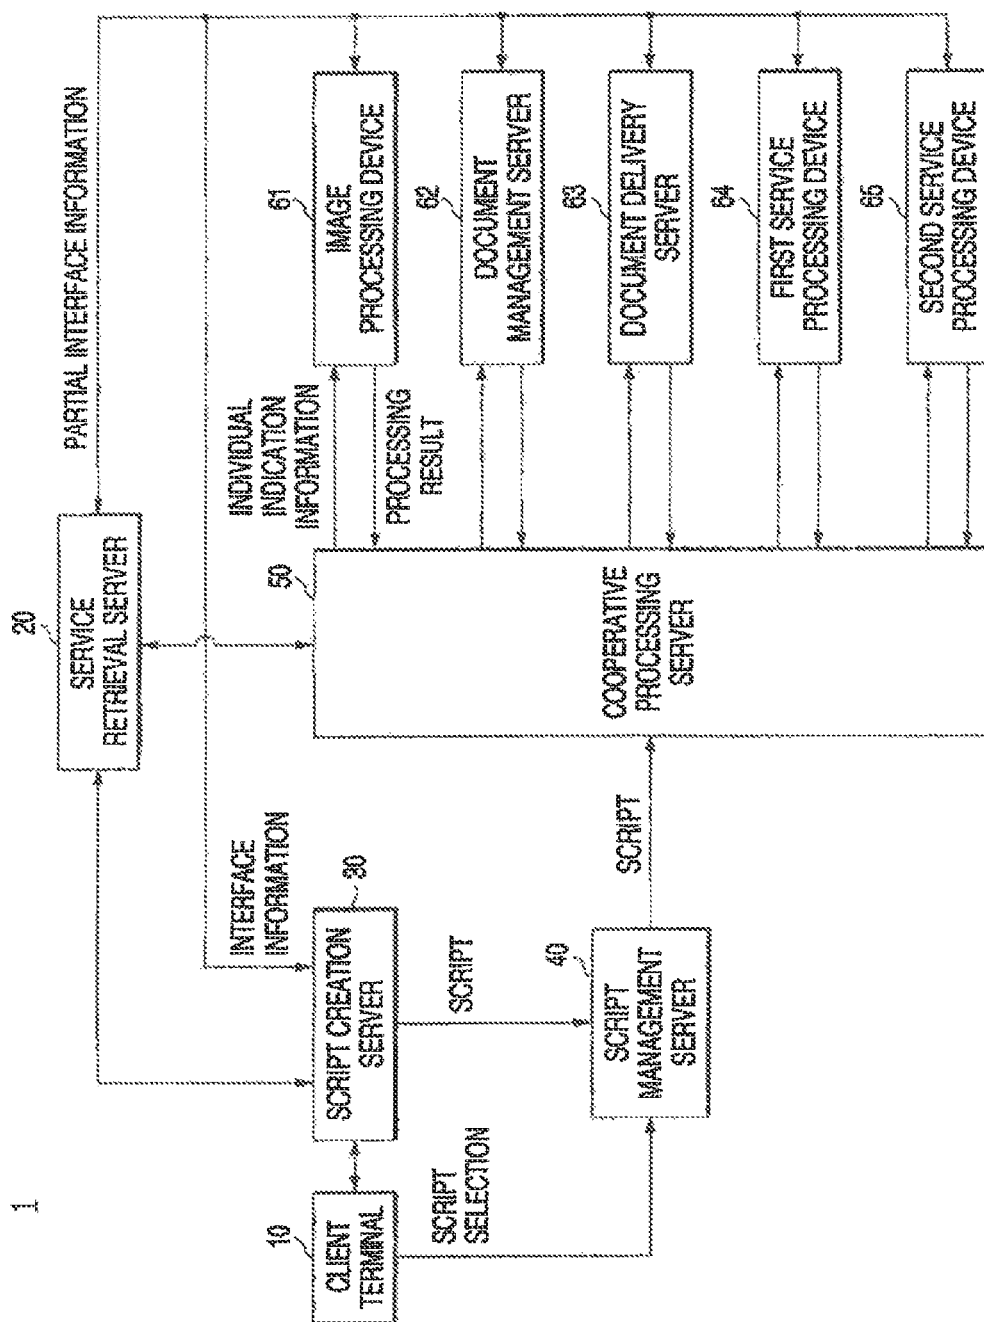 1
PARTIAL INTERFACE INFORMATION
20
SERVICE
RETRIEVAL SERVER
INTERFACE
INFORMATION
10
CLIENT
TERMINAL
30
SCRIPT CREATION
SERVER
SCRIPT
SELECTION
SCRIPT
40
SCRIPT
MANAGEMENT
SERVER
SCRIPT
50
COOPERATIVE
PROCESSING
SERVER
INDIVIDUAL
INDICATION
INFORMATION
PROCESSING
RESULT
61
IMAGE
PROCESSING DEVICE
62
DOCUMENT
MANAGEMENT SERVER
63
DOCUMENT DELIVERY
SERVER
64
FIRST SERVICE
PROCESSING DEVICE
65
SECOND SERVICE
PROCESSING DEVICE